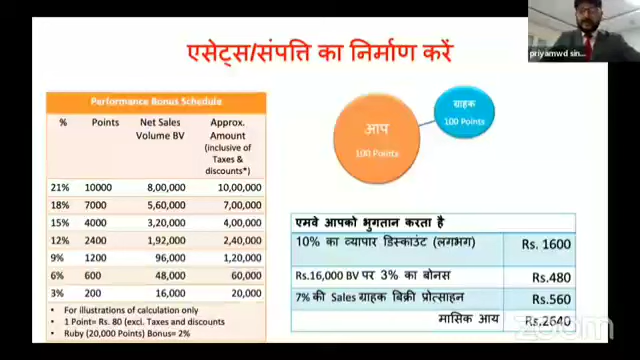 एसेट्स/संपत्ति का निर्माण करें
priyamwd sin...
Performance Bonus Schedule
% Points Net Sales Volume BV Approx. Amount (inclusive of Taxes & discounts*)
21% 10000 8,00,000 10,00,000
18% 7000 5,60,000 7,00,000
15% 4000 3,20,000 4,00,000
12% 2400 1,92,000 2,40,000
9% 1200 96,000 1,20,000
6% 600 48,000 60,000
3% 200 16,000 20,000
• For illustrations of calculation only
• 1 Point= Rs. 80 (excl. Taxes and discounts
• Ruby (20,000 Points) Bonus = 2%
आप
100 Points
ग्राहक
100 Points
एमवे आपको भुगतान करता है
10% का व्यापार डिस्काउंट (लगभग) Rs. 1600
Rs.16,000 BV पर 3% का बोनस Rs.480
7% की Sales ग्राहक बिक्री प्रोत्साहन Rs.560
मासिक आय Rs.2640
zoom